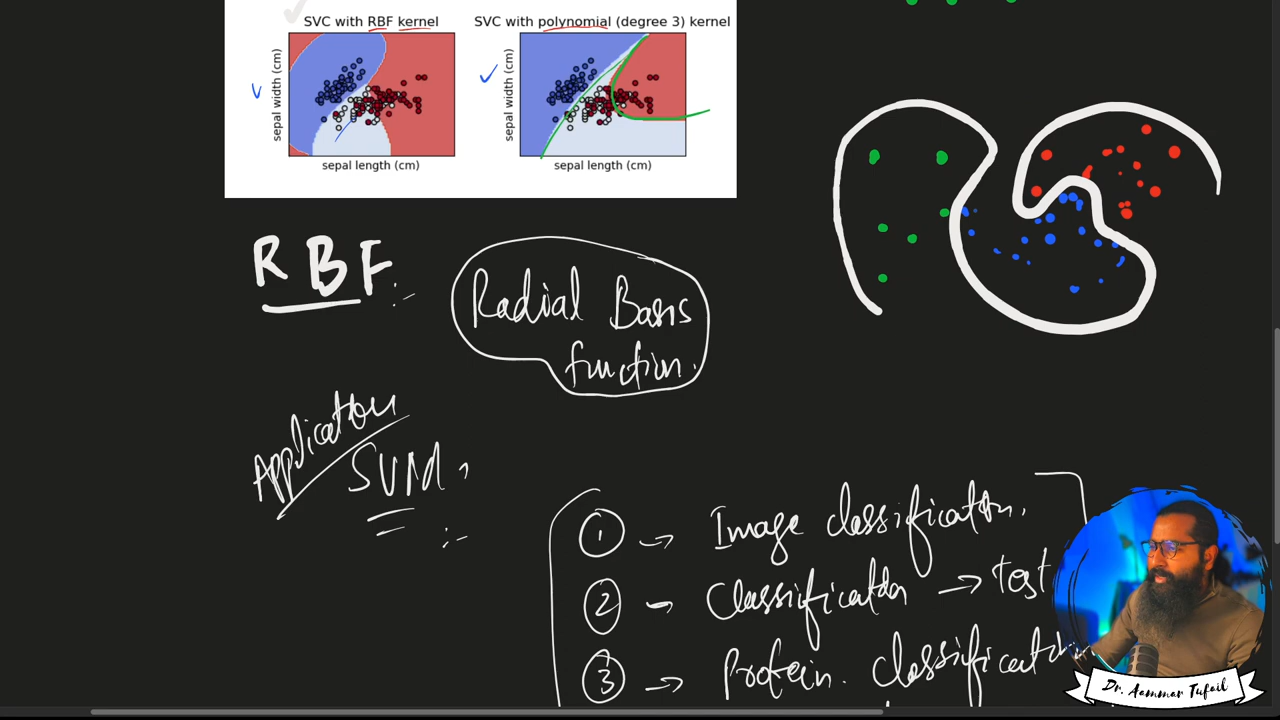 SVC with RBF kernel
SVC with polynomial (degree 3) kernel
sepal width (cm)
sepal width (cm)
sepal length (cm)
sepal length (cm)
RBF
Radial Basis
function.
Application
SVM
1 → Image classification.
2 → Classification → Text
3 → Protein. Classification
Dr. Aammar Tufail